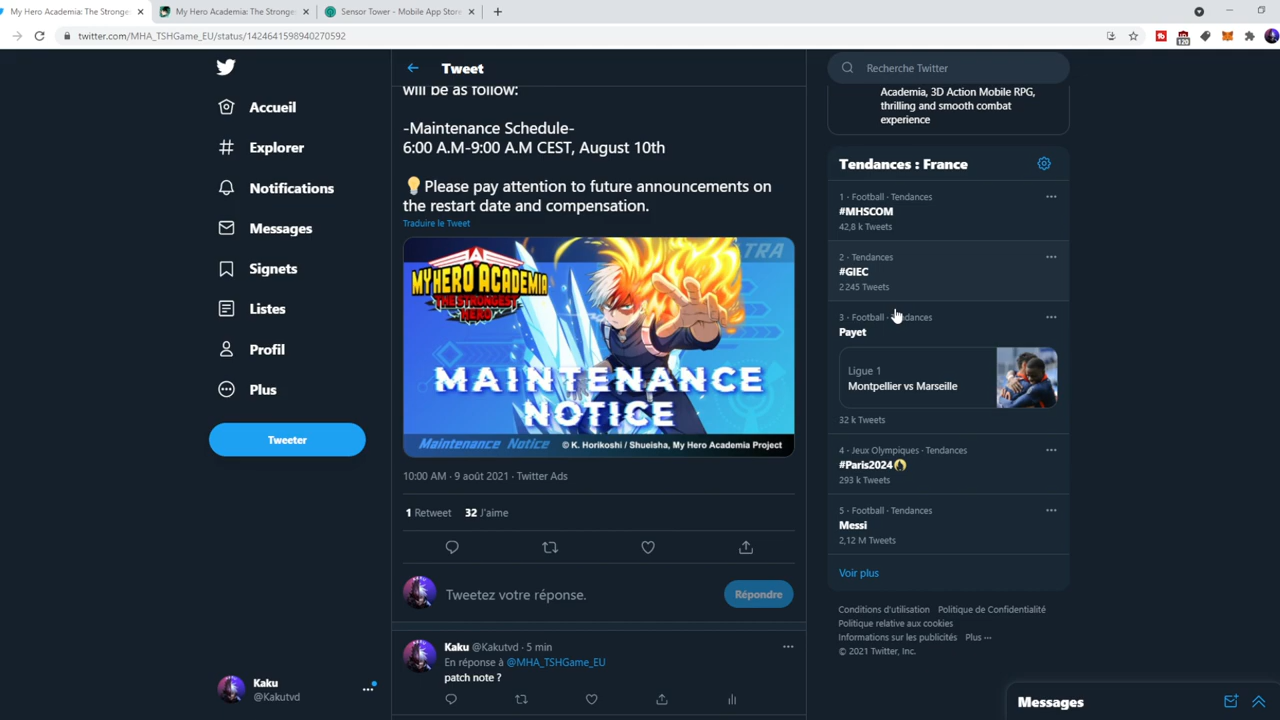 My Hero Academia: The Stronges
My Hero Academia: The Stronges
Sensor Tower - Mobile App Store
twitter.com/MHA_TSHGame_EU/status/1424641598940270592
120
Accueil
Explorer
Notifications
Messages
Signets
Listes
Profil
Plus
Tweeter
Kaku
@Kakutvd
Tweet
will be as follow:
-Maintenance Schedule-
6:00 A.M-9:00 A.M CEST, August 10th
💡Please pay attention to future announcements on
the restart date and compensation.
Traduire le Tweet
TRA
MY HERO ACADEMIA
THE STRONGEST HERO
MAINTENANCE
NOTICE
Maintenance Notice
© K. Horikoshi / Shueisha, My Hero Academia Project
10:00 AM · 9 août 2021 · Twitter Ads
1 Retweet 32 J'aime
Tweetez votre réponse.
Répondre
Kaku @Kakutvd · 5 min
En réponse à @MHA_TSHGame_EU
patch note ?
Recherche Twitter
Academia, 3D Action Mobile RPG,
thrilling and smooth combat
experience
Tendances : France
1 · Football · Tendances
#MHSCOM
42,8 k Tweets
2 · Tendances
#GIEC
2 245 Tweets
3 · Football · Tendances
Payet
Ligue 1
Montpellier vs Marseille
32 k Tweets
4 · Jeux Olympiques · Tendances
#Paris2024
293 k Tweets
5 · Football · Tendances
Messi
2,12 M Tweets
Voir plus
Conditions d'utilisation Politique de Confidentialité
Politique relative aux cookies
Informations sur les publicités Plus ···
© 2021 Twitter, Inc.
Messages